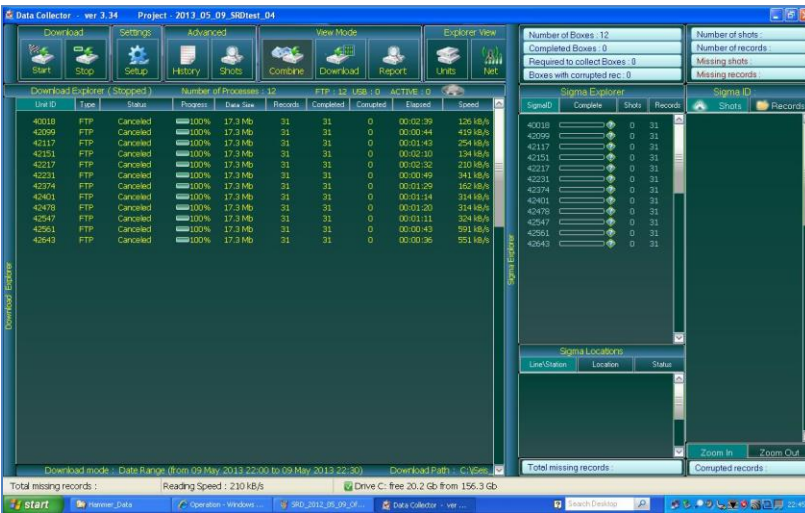 Data Collector - ver 3.34 Project - 2013_05_09_SRDtest_04
Download Settings Advanced View Mode Explorer View
Start Stop Setup History Shots Combine Download Report Units Net
Number of Boxes : 12
Completed Boxes : 0
Required to collect Boxes : 0
Boxes with corrupted rec : 0
Number of shots :
Number of records :
Missing shots :
Missing records :
Download Explorer ( Stopped ) Number of Processes : 12 FTP : 12 USB : 0 ACTIVE : 0
Unit ID Type Status Progress Data Size Records Completed Corrupted Elapsed Speed
40018 FTP Canceled 100% 17.3 Mb 31 31 0 00:02:39 126 kB/s
42099 FTP Canceled 100% 17.3 Mb 31 31 0 00:00:44 419 kB/s
42117 FTP Canceled 100% 17.3 Mb 31 31 0 00:01:43 254 kB/s
42151 FTP Canceled 100% 17.3 Mb 31 31 0 00:02:10 134 kB/s
42217 FTP Canceled 100% 17.3 Mb 31 31 0 00:02:32 210 kB/s
42231 FTP Canceled 100% 17.3 Mb 31 31 0 00:00:49 341 kB/s
42374 FTP Canceled 100% 17.3 Mb 31 31 0 00:01:29 162 kB/s
42401 FTP Canceled 100% 17.3 Mb 31 31 0 00:01:14 314 kB/s
42478 FTP Canceled 100% 17.3 Mb 31 31 0 00:01:20 314 kB/s
42547 FTP Canceled 100% 17.3 Mb 31 31 0 00:01:11 324 kB/s
42561 FTP Canceled 100% 17.3 Mb 31 31 0 00:00:43 591 kB/s
42643 FTP Canceled 100% 17.3 Mb 31 31 0 00:00:36 551 kB/s
Download Explorer
Download mode : Date Range (from 09 May 2013 22:00 to 09 May 2013 22:30) Download Path : C:\Seis_
Sigma Explorer
Sigma Explorer
SigmaID Complete Shots Records
40018 0 31
42099 0 31
42117 0 31
42151 0 31
42217 0 31
42231 0 31
42374 0 31
42401 0 31
42478 0 31
42547 0 31
42561 0 31
42643 0 31
Sigma Locations
Line\Station Location Status
Total missing records :
Sigma ID :
Shots Records
Zoom In Zoom Out
Corrupted records :
Total missing records : Reading Speed : 210 kB/s Drive C: free 20.2 Gb from 156.3 Gb
start Hammer_Data Operation - Windows ... SRD_2012_05_09_Of... Data Collector - ver ... Search Desktop 22:45